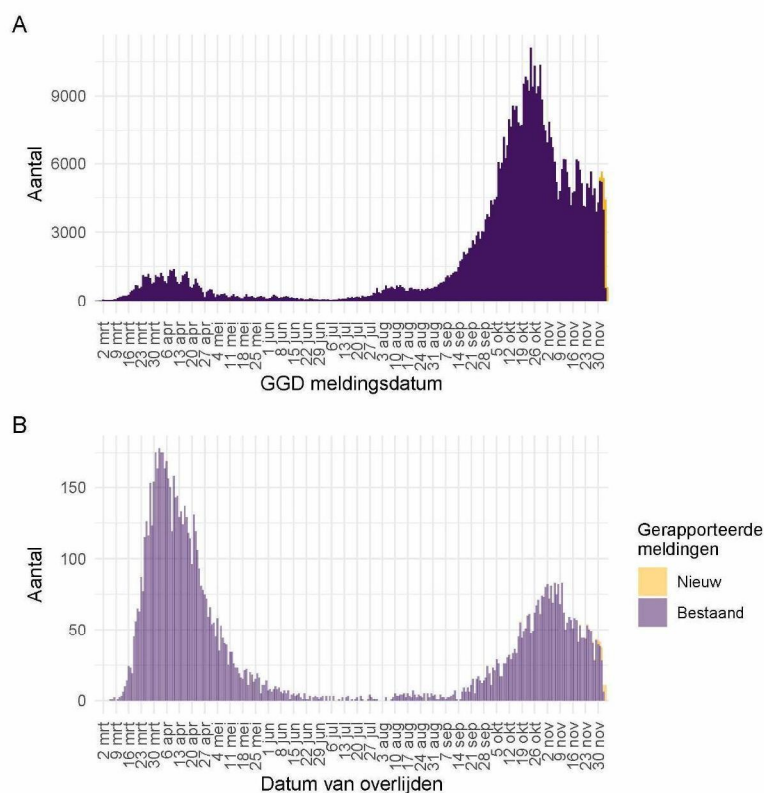 A
Aantal
9000
6000
3000
0
2 mrt
9 mrt
16 mrt
23 mrt
30 mrt
6 apr
13 apr
20 apr
27 apr
4 mei
11 mei
18 mei
25 mei
1 jun
8 jun
15 jun
22 jun
29 jun
6 jul
13 jul
20 jul
27 jul
3 aug
10 aug
17 aug
24 aug
31 aug
7 sep
14 sep
21 sep
28 sep
5 okt
12 okt
19 okt
26 okt
2 nov
9 nov
16 nov
23 nov
30 nov
GGD meldingsdatum
B
Aantal
150
100
50
0
2 mrt
9 mrt
16 mrt
23 mrt
30 mrt
6 apr
13 apr
20 apr
27 apr
4 mei
11 mei
18 mei
25 mei
1 jun
8 jun
15 jun
22 jun
29 jun
6 jul
13 jul
20 jul
27 jul
3 aug
10 aug
17 aug
24 aug
31 aug
7 sep
14 sep
21 sep
28 sep
5 okt
12 okt
19 okt
26 okt
2 nov
9 nov
16 nov
23 nov
30 nov
Datum van overlijden
Gerapporteerde
meldingen
Nieuw
Bestaand